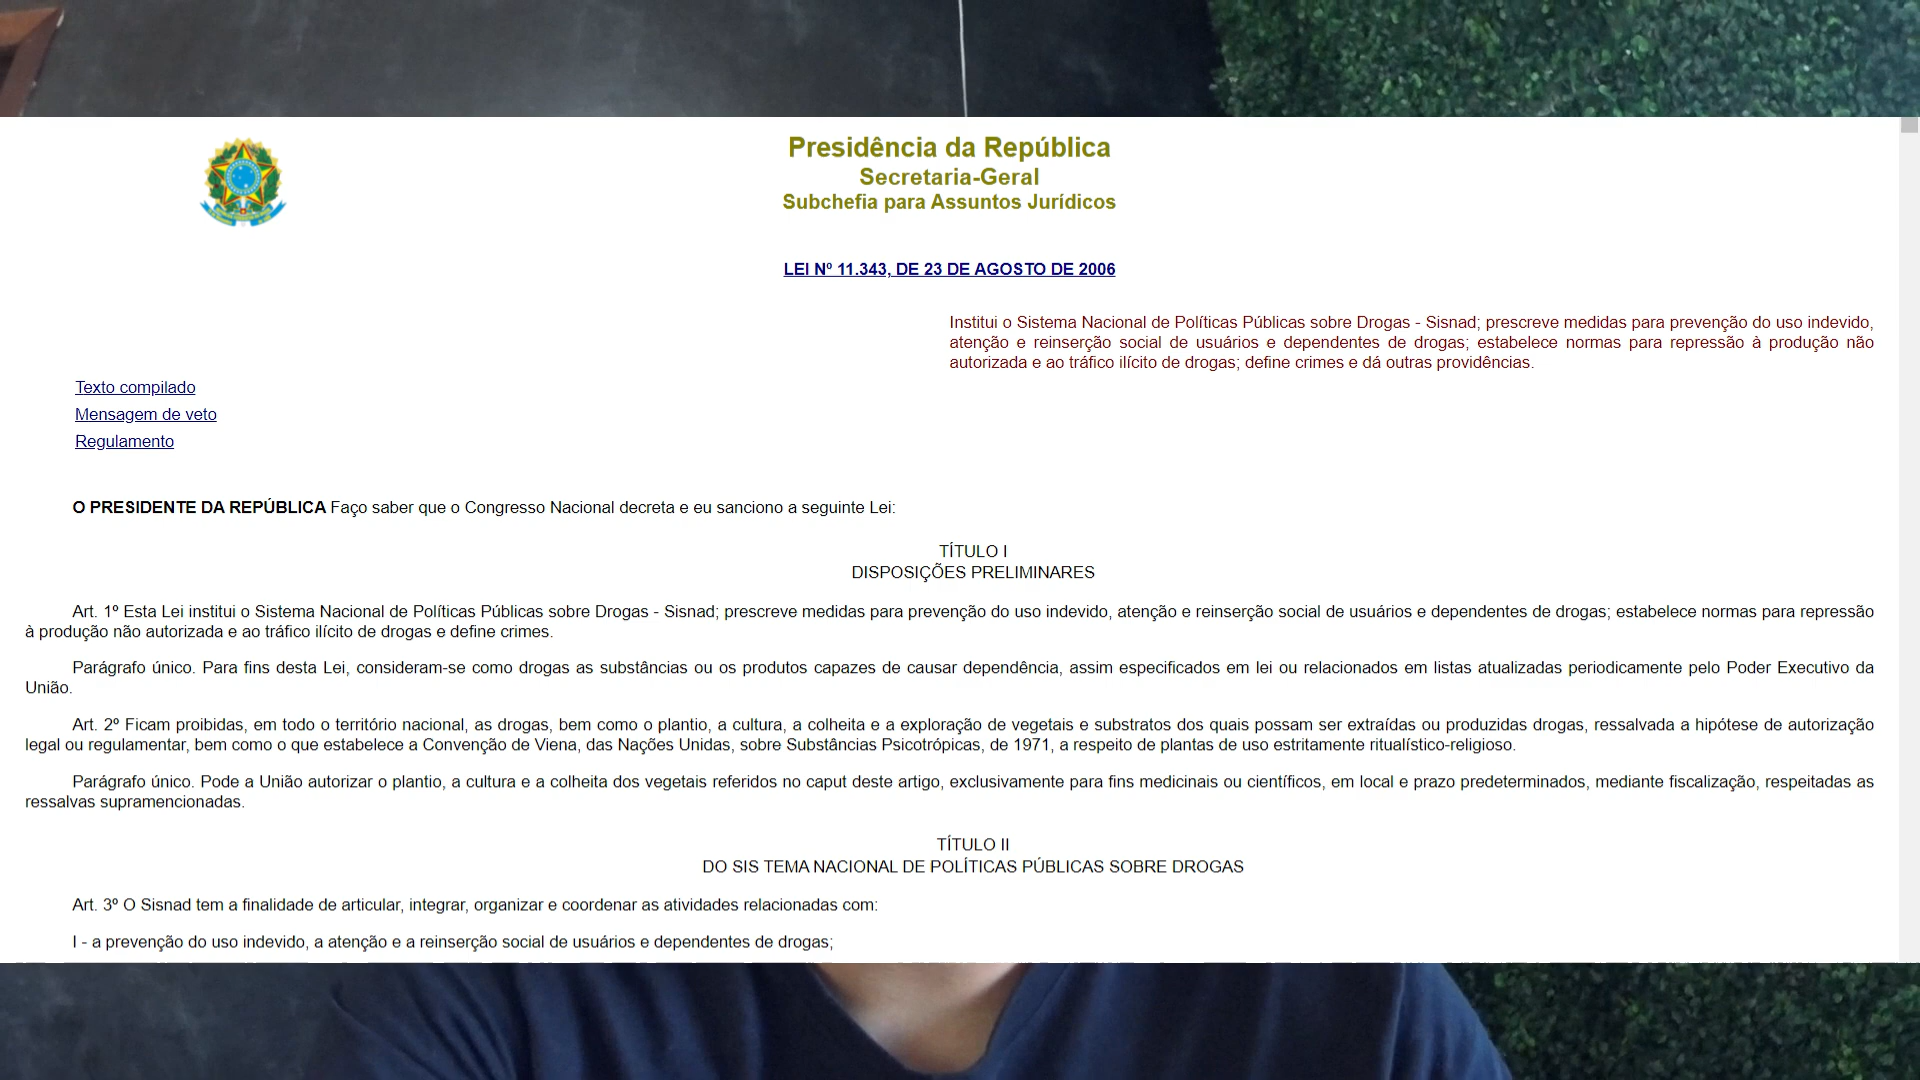 Presidência da República
Secretaria-Geral
Subchefia para Assuntos Jurídicos
LEI Nº 11.343, DE 23 DE AGOSTO DE 2006
Institui o Sistema Nacional de Políticas Públicas sobre Drogas - Sisnad; prescreve medidas para prevenção do uso indevido,
atenção e reinserção social de usuários e dependentes de drogas; estabelece normas para repressão à produção não
autorizada e ao tráfico ilícito de drogas; define crimes e dá outras providências.
Texto compilado
Mensagem de veto
Regulamento
O PRESIDENTE DA REPÚBLICA Faço saber que o Congresso Nacional decreta e eu sanciono a seguinte Lei:
TÍTULO I
DISPOSIÇÕES PRELIMINARES
Art. 1º Esta Lei institui o Sistema Nacional de Políticas Públicas sobre Drogas - Sisnad; prescreve medidas para prevenção do uso indevido, atenção e reinserção social de usuários e dependentes de drogas; estabelece normas para repressão
à produção não autorizada e ao tráfico ilícito de drogas e define crimes.
Parágrafo único. Para fins desta Lei, consideram-se como drogas as substâncias ou os produtos capazes de causar dependência, assim especificados em lei ou relacionados em listas atualizadas periodicamente pelo Poder Executivo da
União.
Art. 2º Ficam proibidas, em todo o território nacional, as drogas, bem como o plantio, a cultura, a colheita e a exploração de vegetais e substratos dos quais possam ser extraídas ou produzidas drogas, ressalvada a hipótese de autorização
legal ou regulamentar, bem como o que estabelece a Convenção de Viena, das Nações Unidas, sobre Substâncias Psicotrópicas, de 1971, a respeito de plantas de uso estritamente ritualístico-religioso.
Parágrafo único. Pode a União autorizar o plantio, a cultura e a colheita dos vegetais referidos no caput deste artigo, exclusivamente para fins medicinais ou científicos, em local e prazo predeterminados, mediante fiscalização, respeitadas as
ressalvas supramencionadas.
TÍTULO II
DO SIS TEMA NACIONAL DE POLÍTICAS PÚBLICAS SOBRE DROGAS
Art. 3º O Sisnad tem a finalidade de articular, integrar, organizar e coordenar as atividades relacionadas com:
I - a prevenção do uso indevido, a atenção e a reinserção social de usuários e dependentes de drogas;